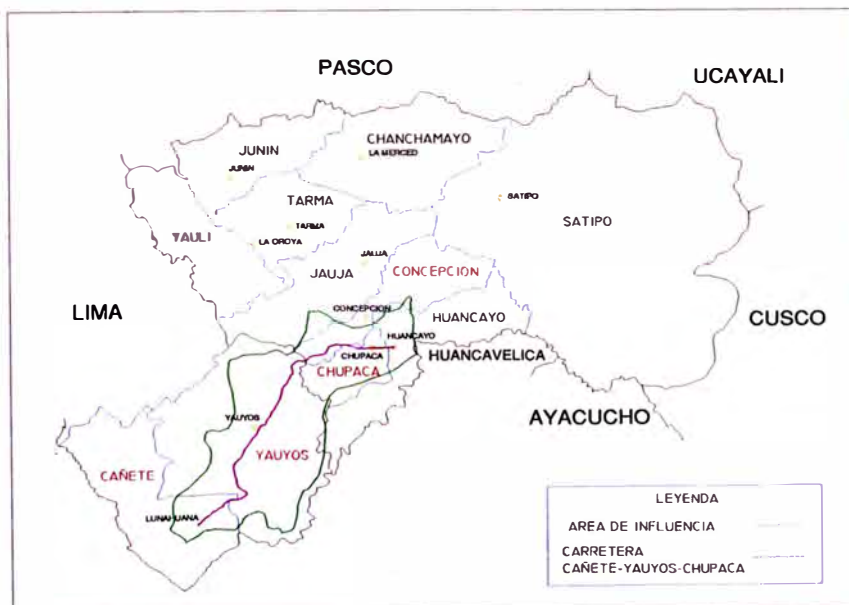 PASCO
UCAYALI
CHANCHAMAYO
LA MERCED
JUNIN
JUNIN
TARMA
TARMA
SATIPO
SATIPO
YAULI
LA OROYA
JAUJA
JAUJA
CONCEPCION
LIMA
CONCEPCION
HUANCAYO
CUSCO
HUANCAYO
CHUPACA
HUANCAVELICA
CHUPACA
AYACUCHO
YAUYOS
YAUYOS
CAÑETE
LUNAHUANA
LEYENDA
AREA DE INFLUENCIA
CARRETERA
CAÑETE-YAUYOS-CHUPACA